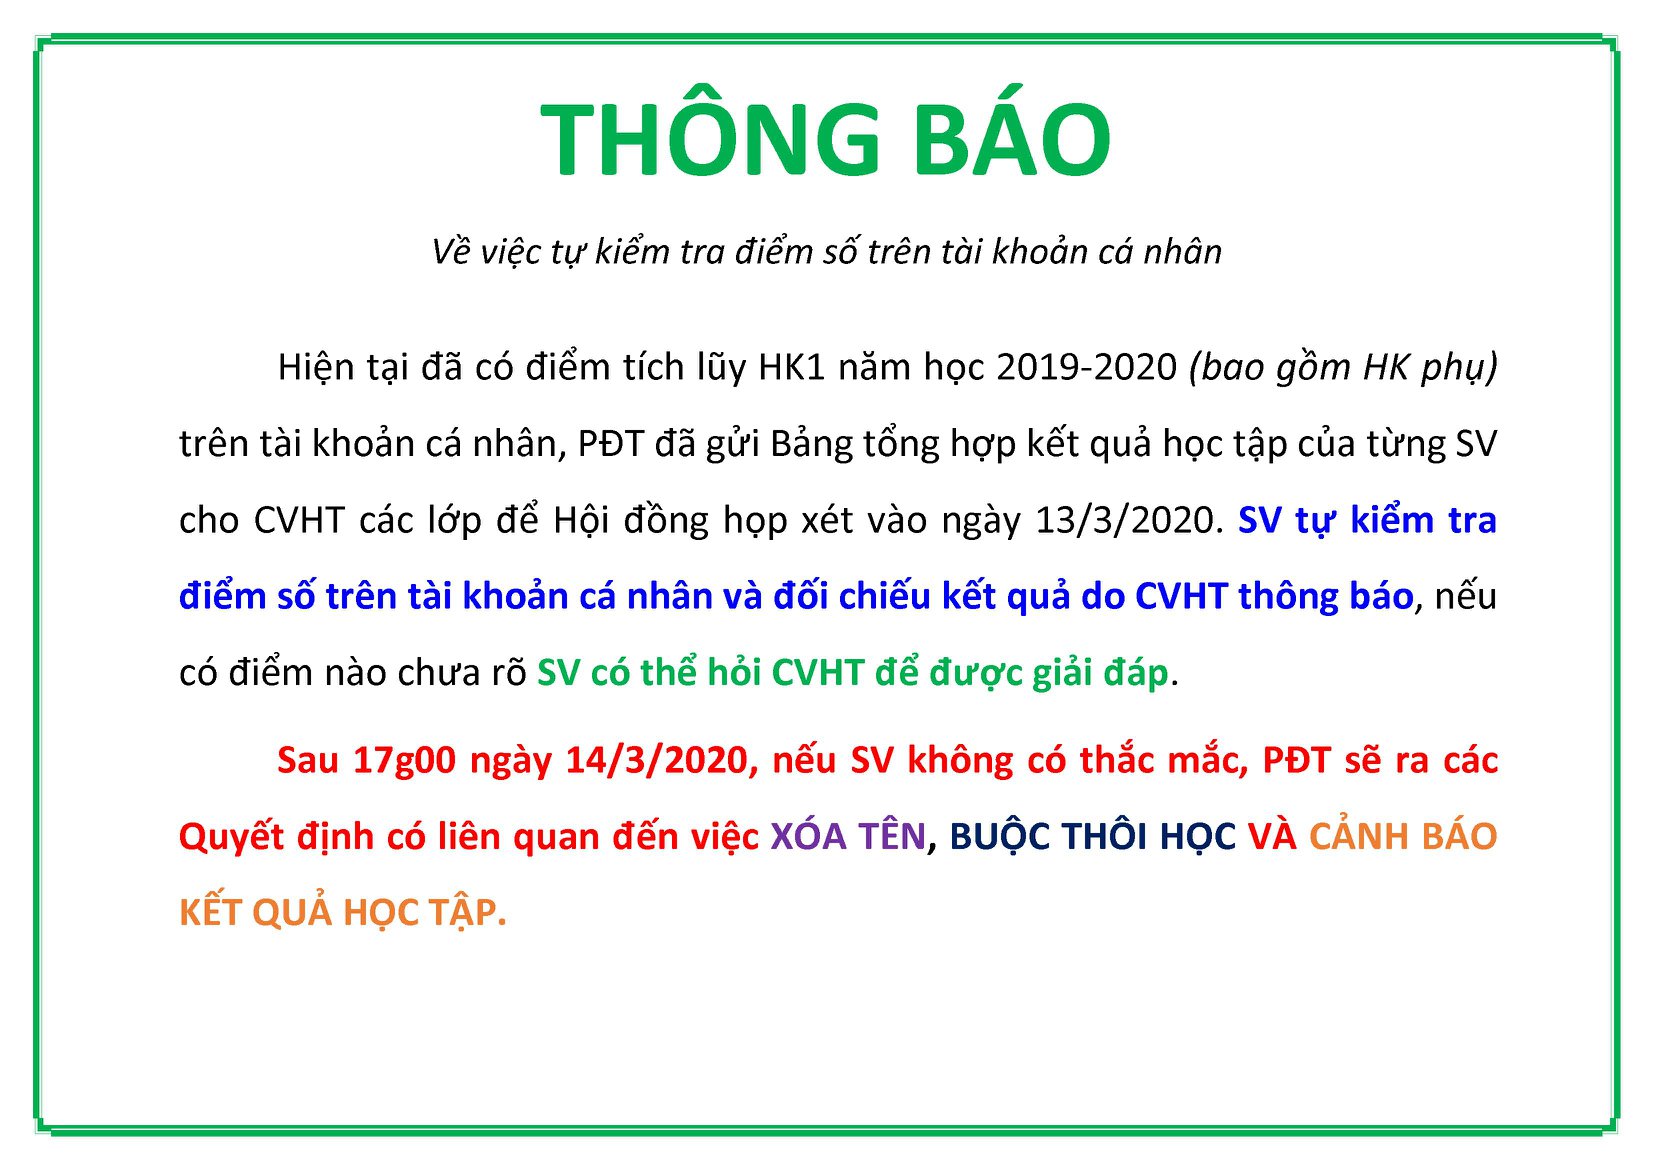 THÔNG BÁO
Về việc tự kiểm tra điểm số trên tài khoản cá nhân
Hiện tại đã có điểm tích lũy HK1 năm học 2019-2020 (bao gồm HK phụ)
trên tài khoản cá nhân, PĐT đã gửi Bảng tổng hợp kết quả học tập của từng SV
cho CVHT các lớp để Hội đồng họp xét vào ngày 13/3/2020. SV tự kiểm tra
điểm số trên tài khoản cá nhân và đối chiếu kết quả do CVHT thông báo, nếu
có điểm nào chưa rõ SV có thể hỏi CVHT để được giải đáp.
Sau 17g00 ngày 14/3/2020, nếu SV không có thắc mắc, PĐT sẽ ra các
Quyết định có liên quan đến việc XÓA TÊN, BUỘC THÔI HỌC VÀ CẢNH BÁO
KẾT QUẢ HỌC TẬP.